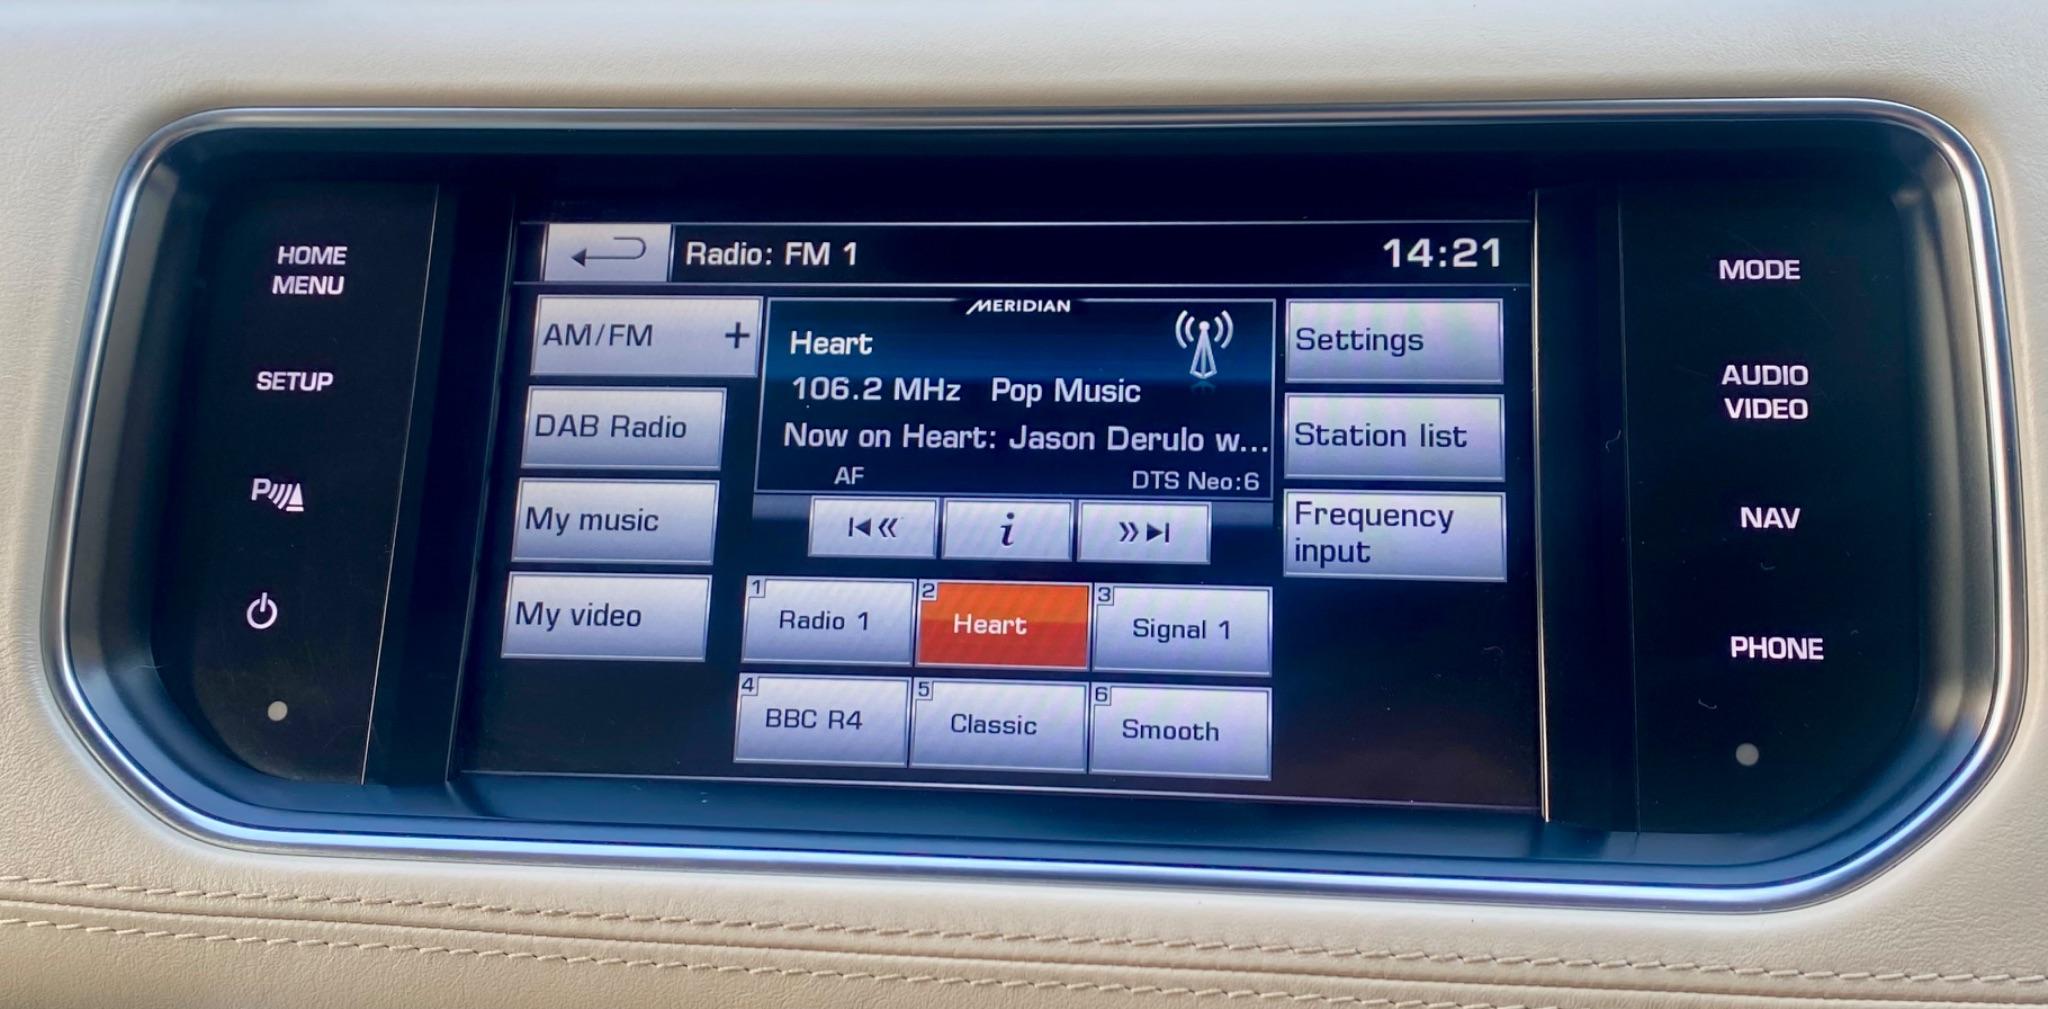 HOME
MENU
SETUP
P
Radio: FM 1
14:21
AM/FM +
DAB Radio
My music
My video
MERIDIAN
Heart
106.2 MHz Pop Music
Now on Heart: Jason Derulo w...
AF DTS Neo:6
i
1 Radio 1
2 Heart
3 Signal 1
4 BBC R4
5 Classic
6 Smooth
Settings
Station list
Frequency
input
MODE
AUDIO
VIDEO
NAV
PHONE